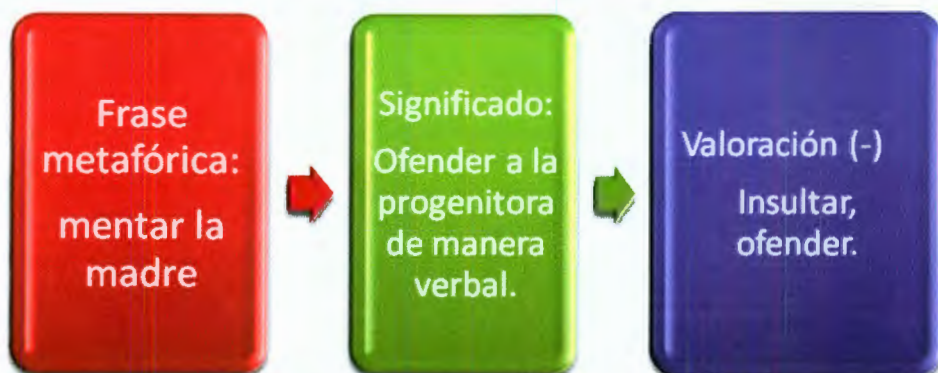 Frase
metafórica:
mentar la
madre
Significado:
Ofender a la
progenitora
de manera
verbal.
Valoración (-)
Insultar,
ofender.